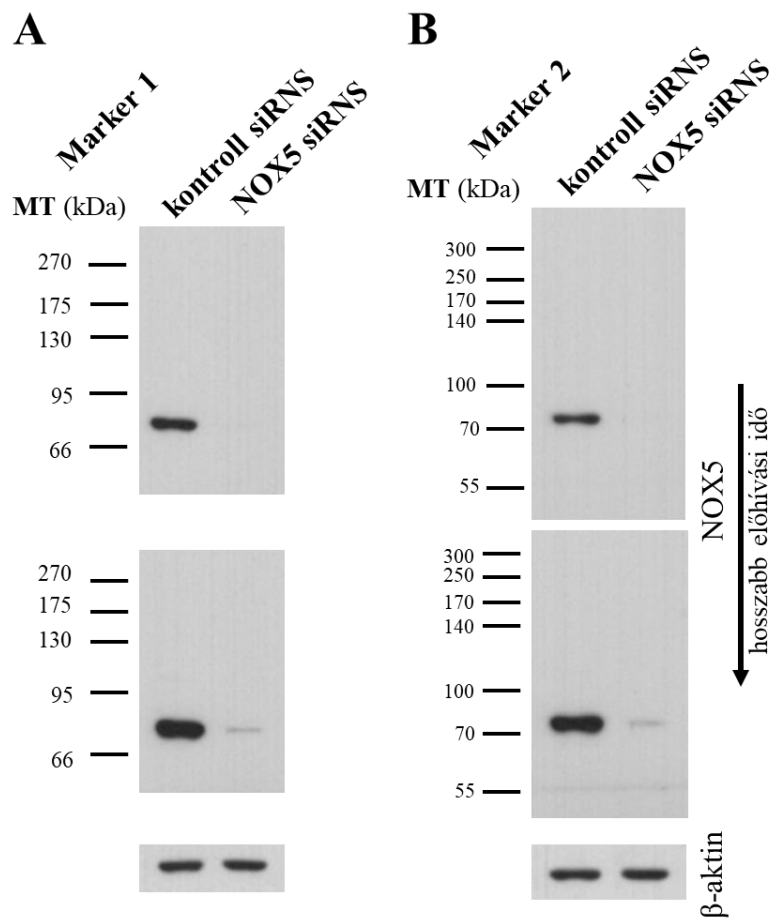 A
Marker 1
kontroll siRNS
NOX5 siRNS
MT (kDa)
270
175
130
95
66
270
175
130
95
66
B
Marker 2
kontroll siRNS
NOX5 siRNS
MT (kDa)
300
250
170
140
100
70
55
300
250
170
140
100
70
55
NOX5
hosszabb előhívási idő
β-aktin